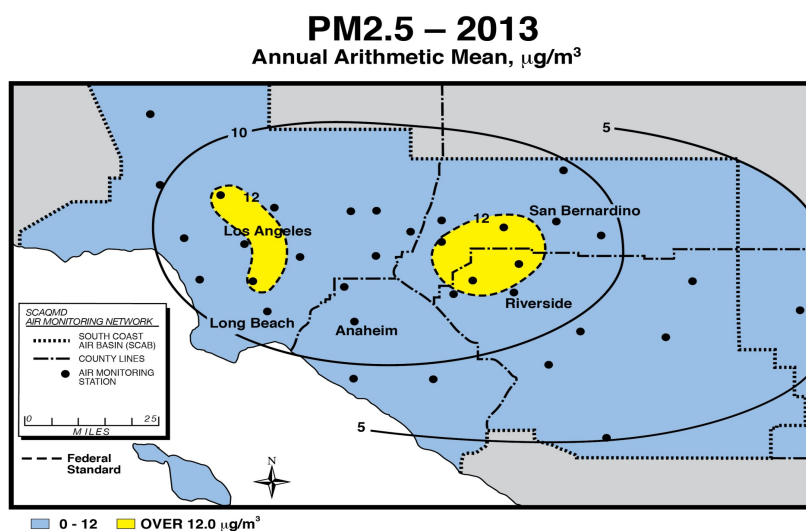 PM2.5 – 2013
Annual Arithmetic Mean, µg/m³
10
5
12
12
San Bernardino
Los Angeles
Riverside
Long Beach
Anaheim
5
SCAQMD
AIR MONITORING NETWORK
SOUTH COAST
AIR BASIN (SCAB)
COUNTY LINES
AIR MONITORING
STATION
0 25
MILES
Federal
Standard
N
0 - 12 OVER 12.0 µg/m³